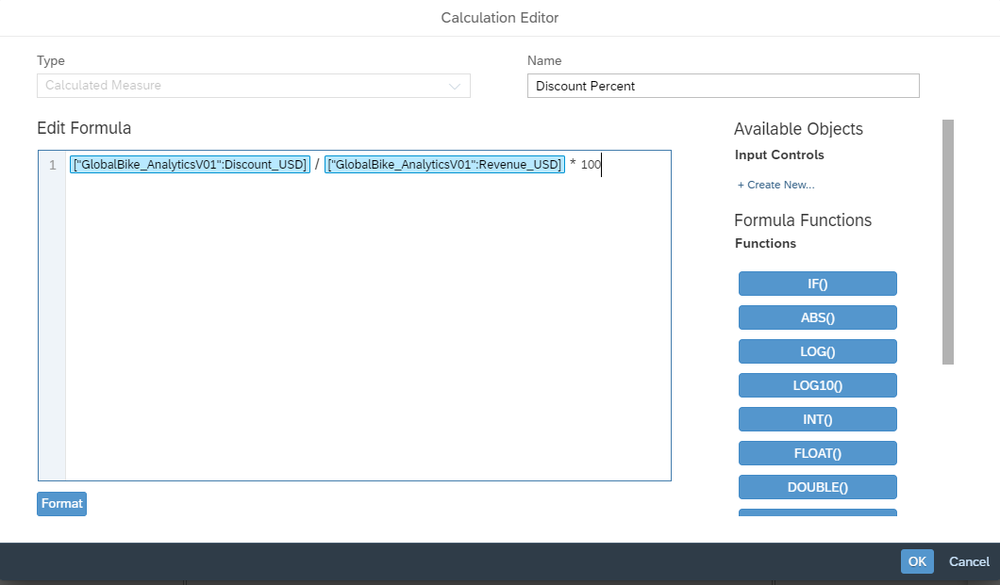 Calculation Editor
Type
Calculated Measure
Name
Discount Percent
Edit Formula
1 ["GlobalBike_AnalyticsV01":Discount_USD] / ["GlobalBike_AnalyticsV01":Revenue_USD] * 100
Format
Available Objects
Input Controls
+ Create New...
Formula Functions
Functions
IF()
ABS()
LOG()
LOG10()
INT()
FLOAT()
DOUBLE()
OK
Cancel